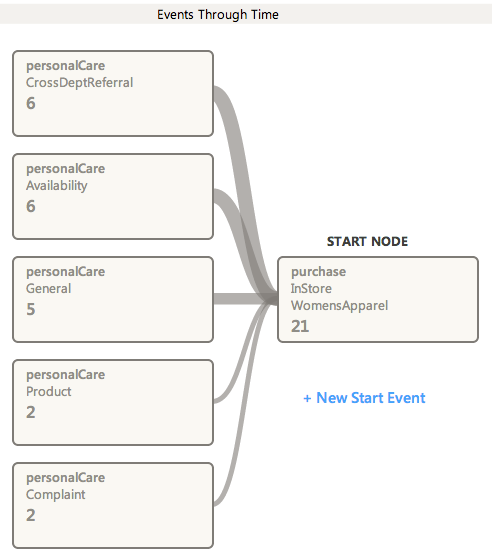 Events Through Time
personalCare
CrossDeptReferral
6
personalCare
Availability
6
personalCare
General
5
personalCare
Product
2
personalCare
Complaint
2
START NODE
purchase
InStore
WomensApparel
21
+ New Start Event